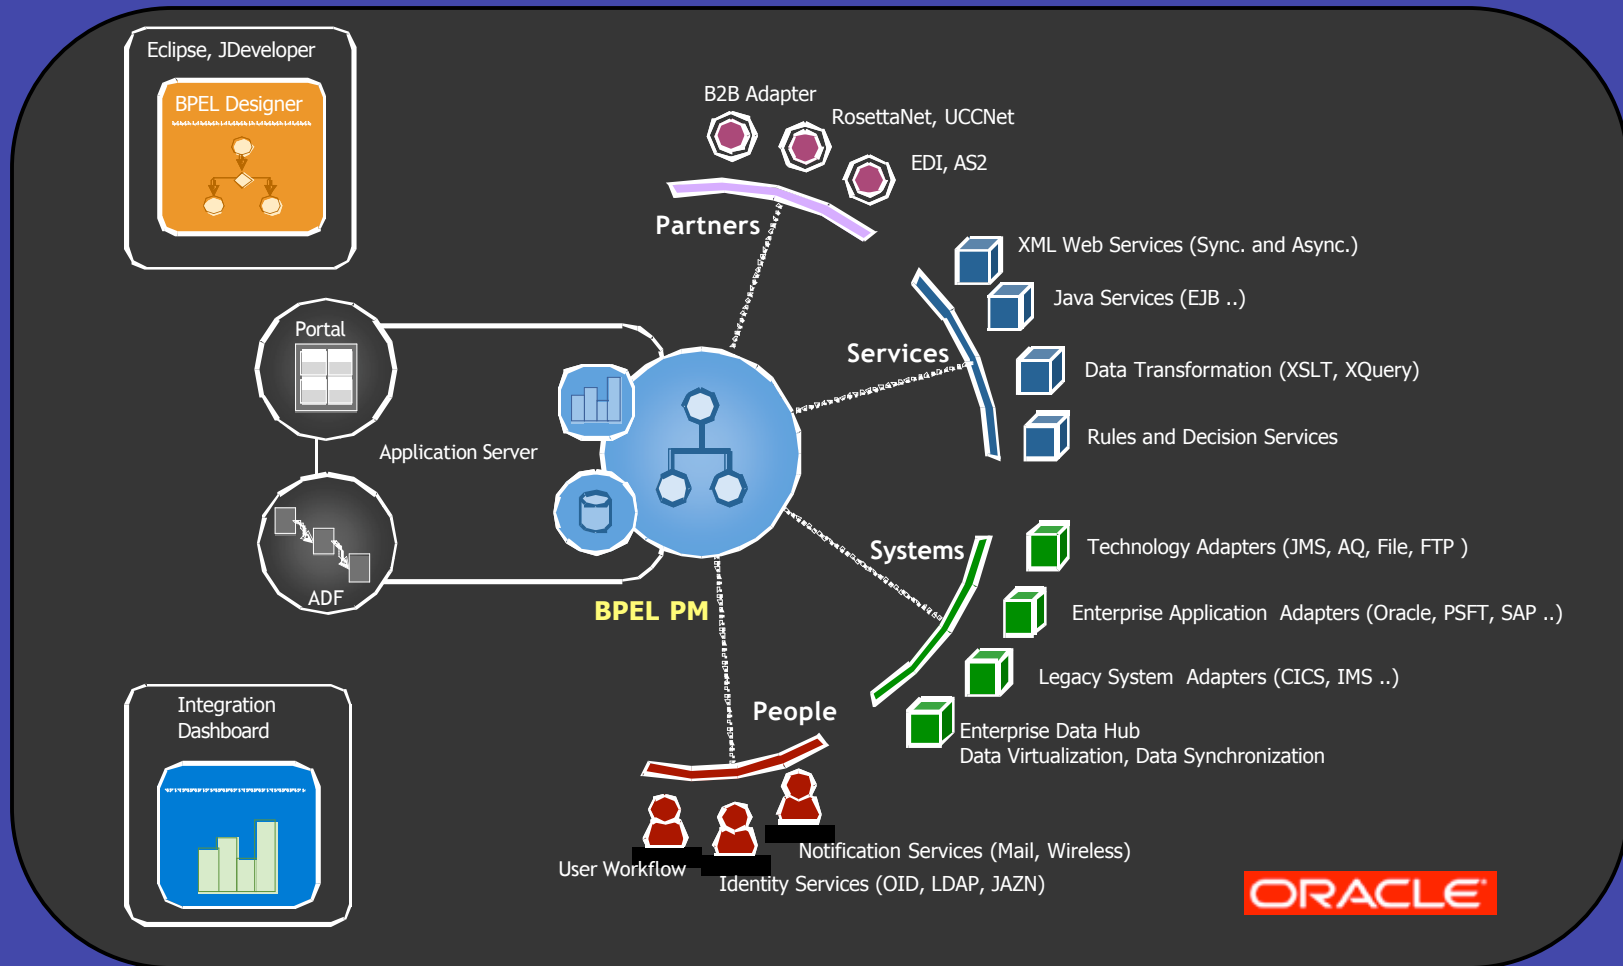 Eclipse, JDeveloper
BPEL Designer
B2B Adapter
RosettaNet, UCCNet
EDI, AS2
Partners
XML Web Services (Sync. and Async.)
Java Services (EJB ..)
Services
Data Transformation (XSLT, XQuery)
Rules and Decision Services
Portal
Application Server
ADF
BPEL PM
Systems
Technology Adapters (JMS, AQ, File, FTP )
Enterprise Application  Adapters (Oracle, PSFT, SAP ..)
Legacy System  Adapters (CICS, IMS ..)
Enterprise Data Hub
Data Virtualization, Data Synchronization
People
Integration
Dashboard
Notification Services (Mail, Wireless)
User Workflow
Identity Services (OID, LDAP, JAZN)
ORACLE